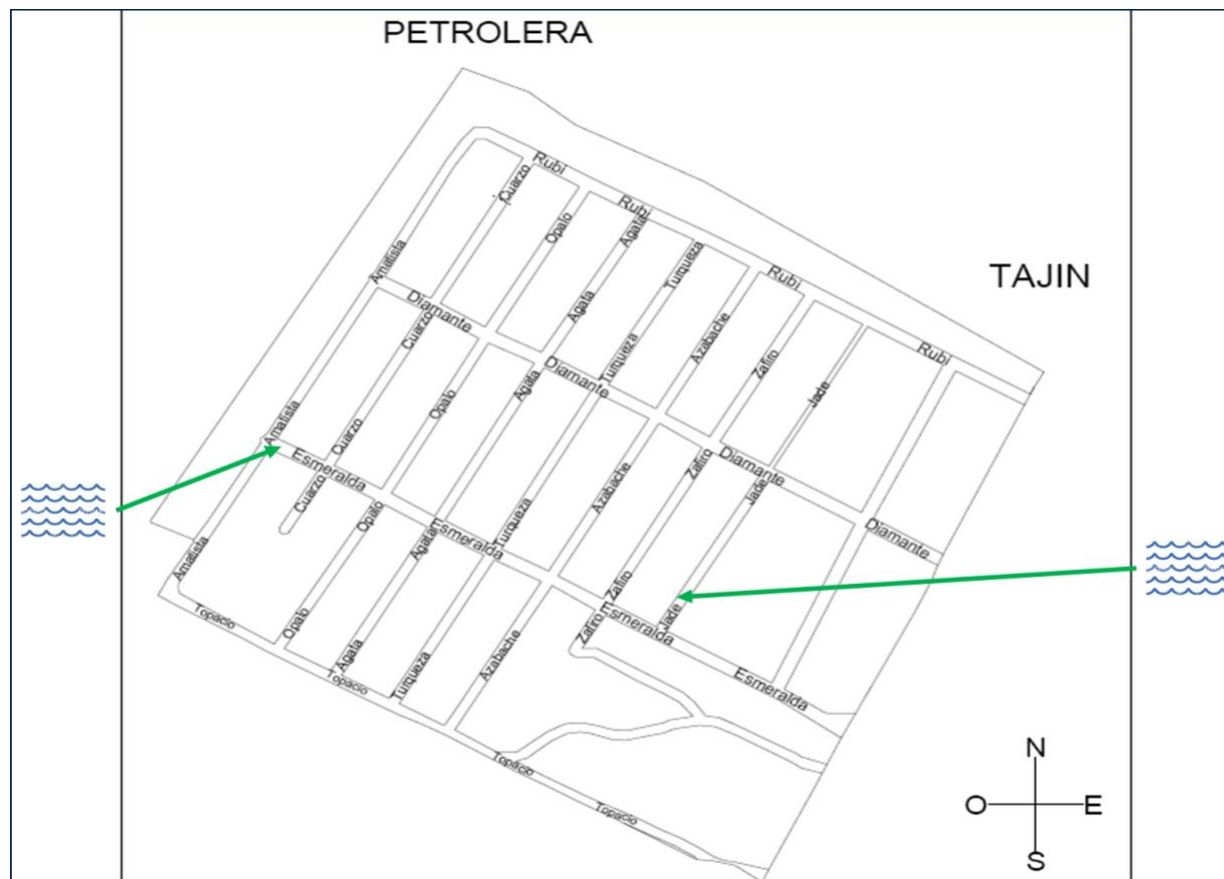 PETROLERA
TAJIN
Rubi
Rubi
Rubi
Rubi
Cuarzo
Opalo
Agata
Agata
Turqueza
Turqueza
Azabache
Zafiro
Jade
Amatista
Diamante
Diamante
Diamante
Diamante
Cuarzo
Cuarzo
Opalo
Agata
Turqueza
Azabache
Zafiro
Zafiro
Jade
Jade
Amatista
Esmeralda
Esmeralda
Esmeralda
Esmeralda
Cuarzo
Opalo
Opalo
Agata
Agata
Turqueza
Azabache
Zafiro
Amatista
Topacio
Topacio
Topacio
Topacio
N
O
E
S